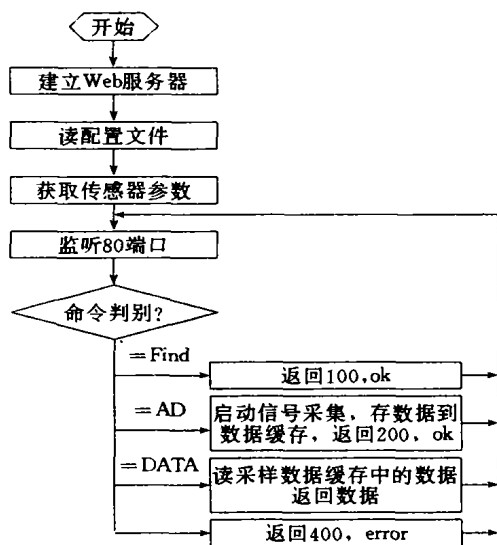 开始
建立Web服务器
读配置文件
获取传感器参数
监听80端口
命令判别?
=Find
返回100,ok
=AD
启动信号采集，存数据到
数据缓存，返回200，ok
=DATA
读采样数据缓存中的数据
返回数据
返回400，error